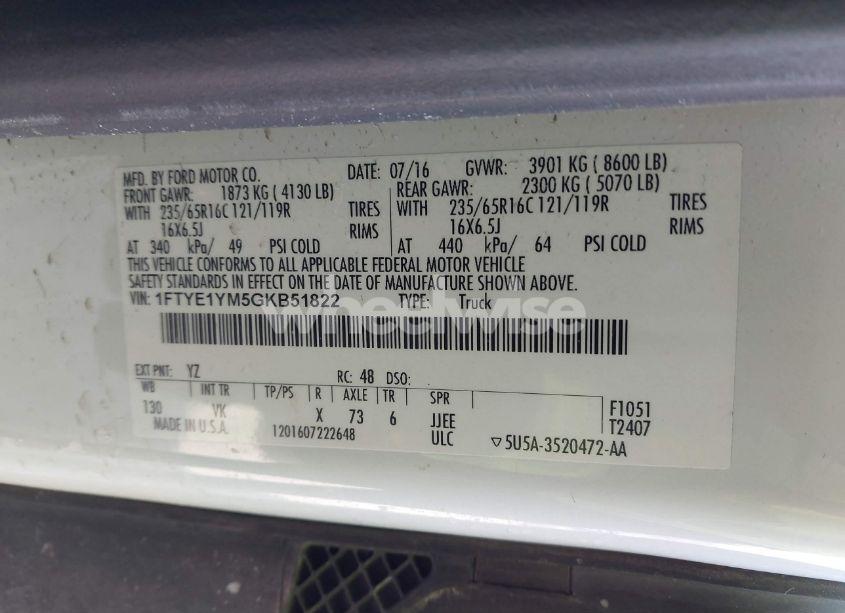 MFD. BY FORD MOTOR CO. DATE: 07/16 GVWR: 3901 KG ( 8600 LB)
FRONT GAWR: 1873 KG ( 4130 LB) REAR GAWR: 2300 KG ( 5070 LB)
WITH 235/65R16C 121/119R TIRES WITH 235/65R16C 121/119R TIRES
16X6.5J RIMS 16X6.5J RIMS
AT 340 kPa/ 49 PSI COLD AT 440 kPa/ 64 PSI COLD
THIS VEHICLE CONFORMS TO ALL APPLICABLE FEDERAL MOTOR VEHICLE
SAFETY STANDARDS IN EFFECT ON THE DATE OF MANUFACTURE SHOWN ABOVE.
VIN: 1FTYE1YM5GKB51822 TYPE: Truck
wheelwise
EXT PNT: YZ RC: 48 DSO:
WB INT TR TP/PS R AXLE TR SPR
130 VK X 73 6 JJEE F1051
MADE IN U.S.A. 1201607222648 ULC T2407
▽5U5A-3520472-AA